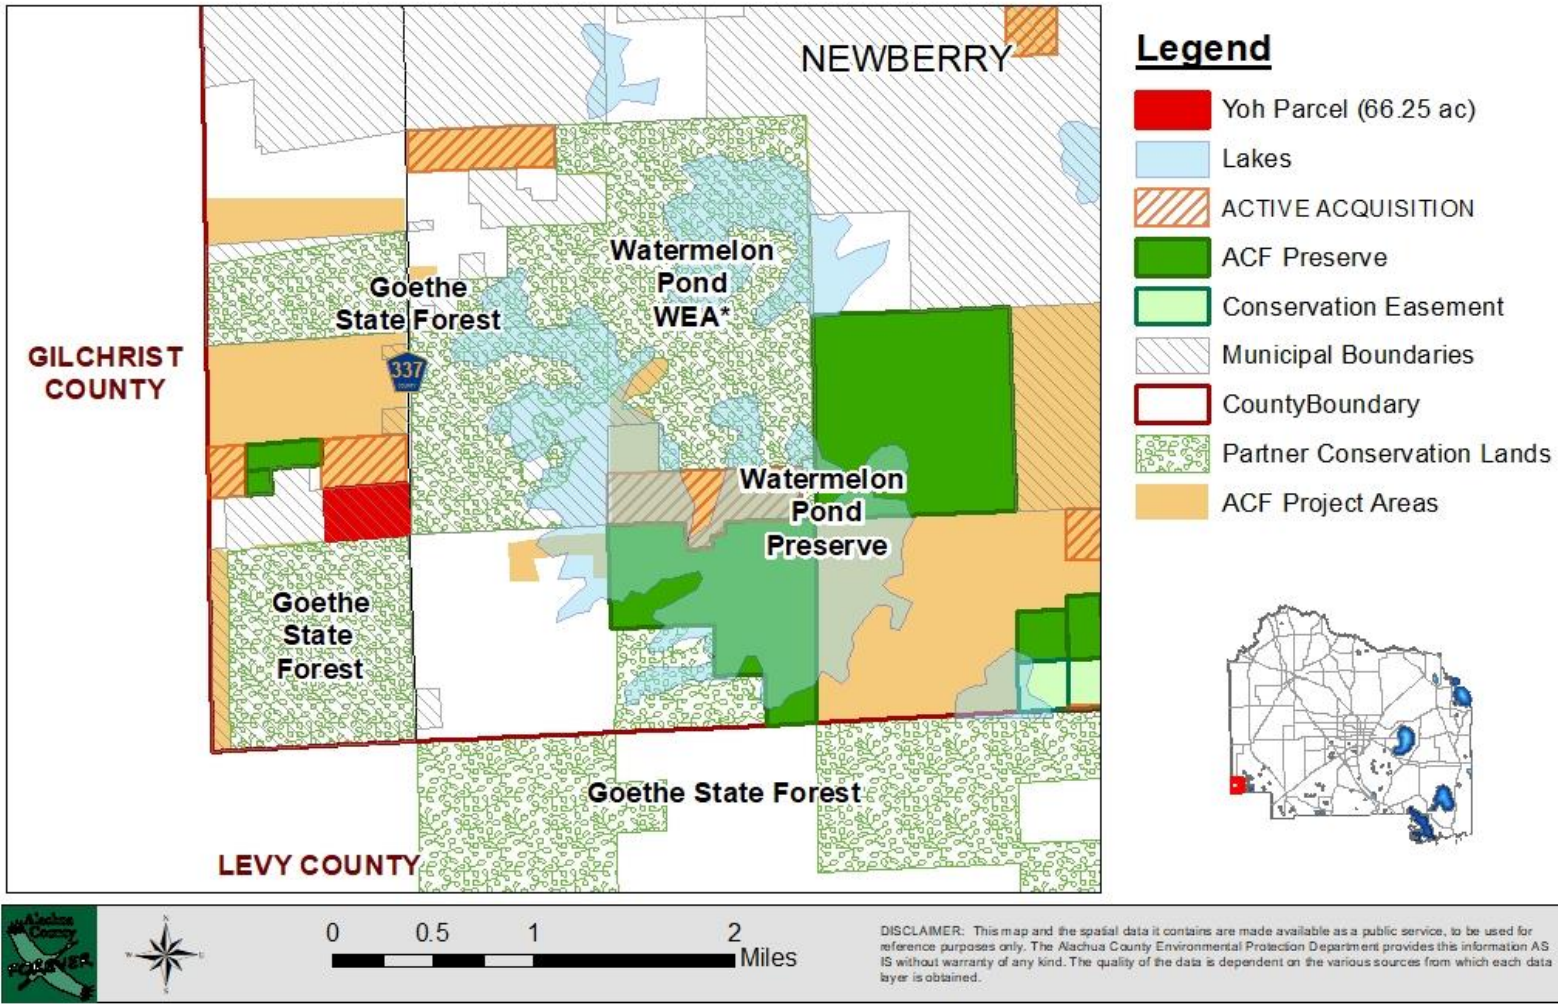 NEWBERRY
Watermelon
Pond
WEA*
Goethe
State Forest
GILCHRIST
COUNTY
337
Watermelon
Pond
Preserve
Goethe
State
Forest
Goethe State Forest
LEVY COUNTY
Legend
Yoh Parcel (66.25 ac)
Lakes
ACTIVE ACQUISITION
ACF Preserve
Conservation Easement
Municipal Boundaries
CountyBoundary
Partner Conservation Lands
ACF Project Areas
Alachua
County
FOREVER
N
W
E
S
0 0.5 1 2
Miles
DISCLAIMER: This map and the spatial data it contains are made available as a public service, to be used for
reference purposes only. The Alachua County Environmental Protection Department provides this information AS
IS without warranty of any kind. The quality of the data is dependent on the various sources from which each data
layer is obtained.